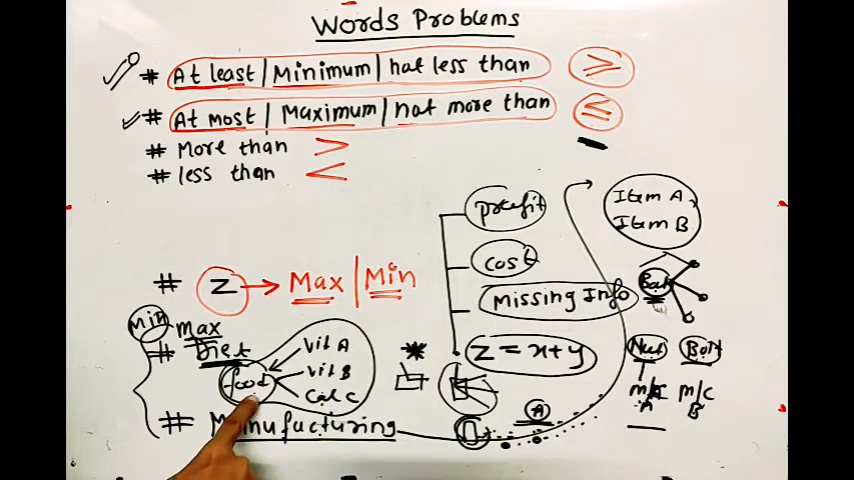 Words Problems
# At least | Minimum | not less than ≥
# At most | Maximum | not more than ≤
# More than >
# less than <
profit
Item A
Item B
cost
# Z → Max | Min
Missing Info
Min
max
# Diet
Vit A
Vit B
Cal C
food
Z = x + y
Nut
Bolt
m/c
A
m/c
B
A
# Manufacturing